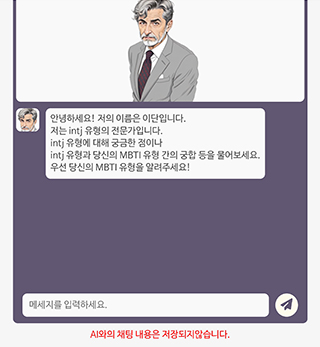 안녕하세요! 저의 이름은 이단입니다.
저는 intj 유형의 전문가입니다.
intj 유형에 대해 궁금한 점이나
intj 유형과 당신의 MBTI 유형 간의 궁합 등을 물어보세요.
우선 당신의 MBTI 유형을 알려주세요!
메세지를 입력하세요.
AI와의 채팅 내용은 저장되지않습니다.